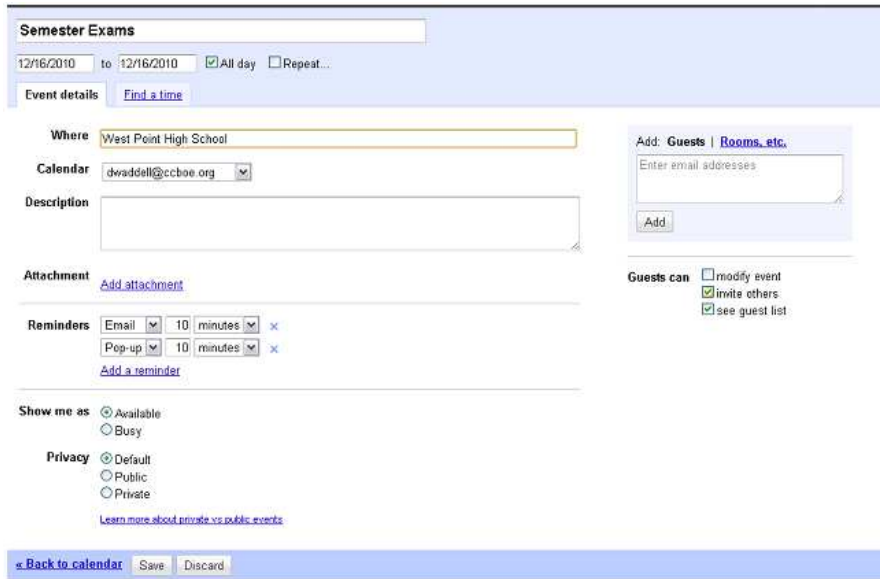 Semester Exams
12/16/2010 to 12/16/2010 All day Repeat...
Event details Find a time
Where West Point High School
Calendar dwaddell@ccboe.org
Description
Attachment Add attachment
Reminders Email 10 minutes x
Pop-up 10 minutes x
Add a reminder
Show me as Available
Busy
Privacy Default
Public
Private
Learn more about private vs public events
Add: Guests | Rooms, etc.
Enter email addresses
Add
Guests can modify event
invite others
see guest list
« Back to calendar Save Discard